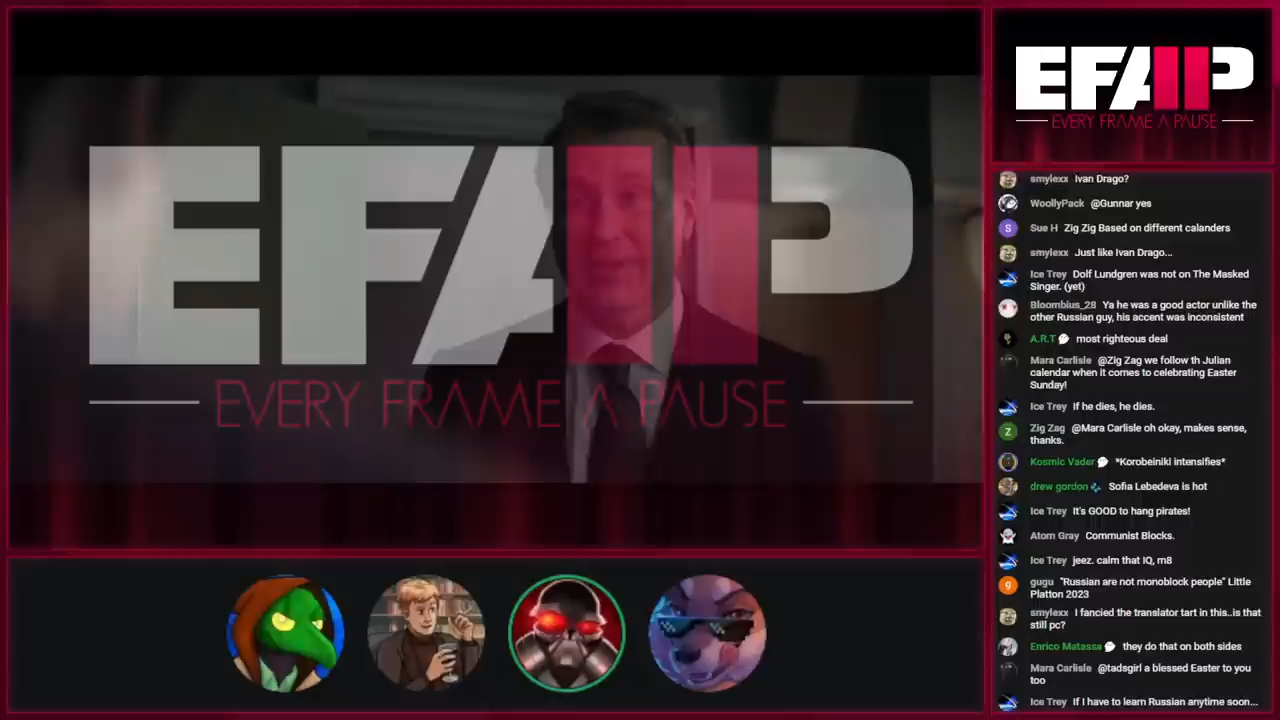 EFAP
EVERY FRAME A PAUSE
EFAP
EVERY FRAME A PAUSE
smylexx Ivan Drago?
WoollyPack @Gunnar yes
S
Sue H Zig Zig Based on different calanders
smylexx Just like Ivan Drago...
Ice Trey Dolf Lundgren was not on The Masked
Singer. (yet)
Bloombius_28 Ya he was a good actor unlike the
other Russian guy, his accent was inconsistent
A.R.T most righteous deal
Mara Carlisle @Zig Zag we follow th Julian
calendar when it comes to celebrating Easter
Sunday!
Ice Trey If he dies, he dies.
Z
Zig Zag @Mara Carlisle oh okay, makes sense,
thanks.
Kosmic Vader *Korobeiniki intensifies*
drew gordon Sofia Lebedeva is hot
Ice Trey It's GOOD to hang pirates!
Atom Gray Communist Blocks.
Ice Trey jeez. calm that IQ, m8
g
gugu "Russian are not monoblock people" Little
Platton 2023
smylexx I fancied the translator tart in this..is that
still pc?
Enrico Matassa they do that on both sides
Mara Carlisle @tadsgirl a blessed Easter to you
too
Ice Trey If I have to learn Russian anytime soon...